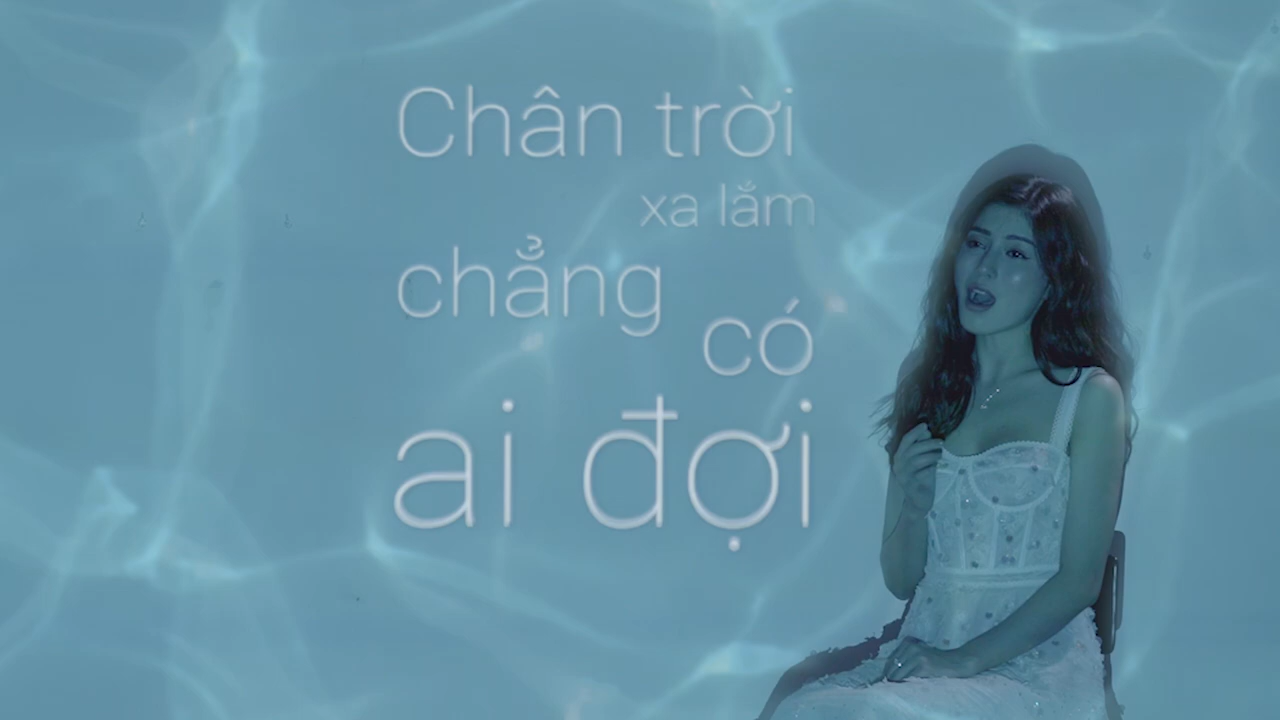 Chân trời
xa lắm
chẳng
có
ai đợi